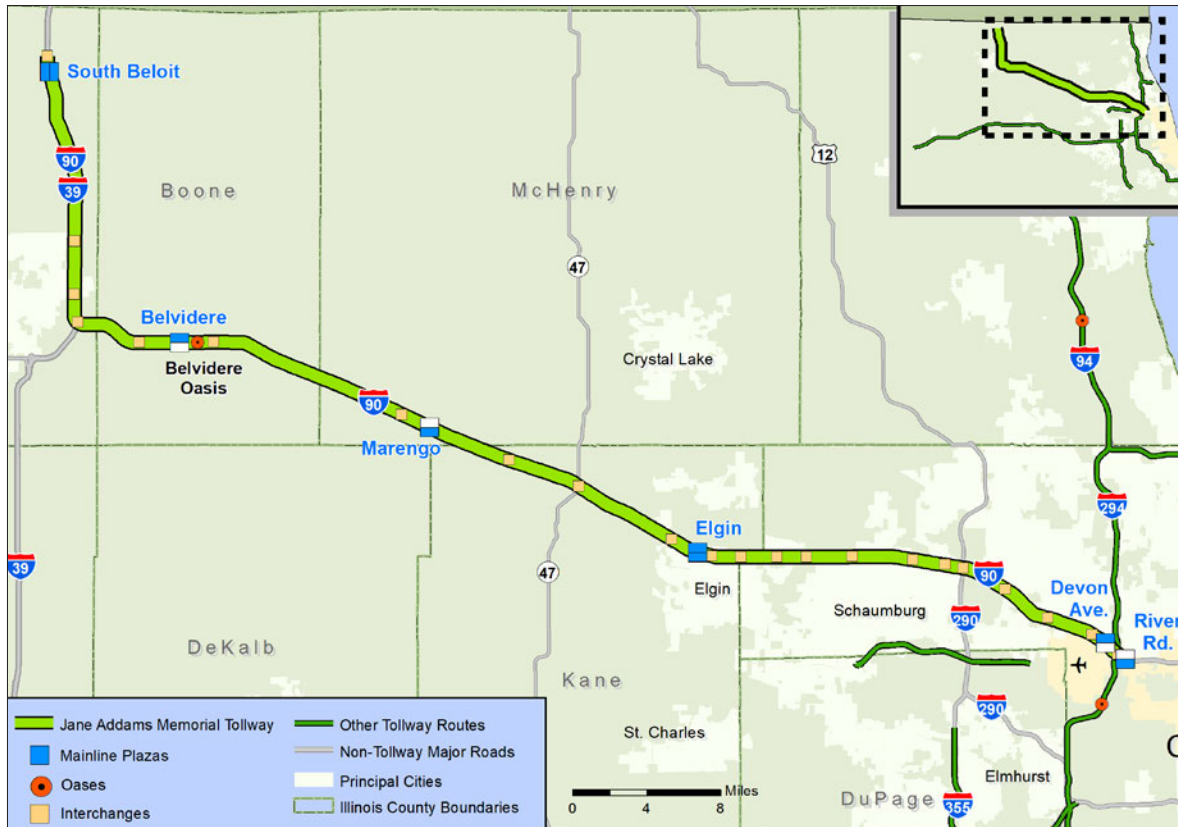 South Beloit
90
39
Boone
McHenry
12
47
Belvidere
Belvidere
Oasis
Crystal Lake
94
90
Marengo
294
Elgin
39
47
Elgin
90
Schaumburg
290
Devon
Ave.
River
Rd.
DeKalb
Kane
290
St. Charles
Elmhurst
DuPage
355
C
Jane Addams Memorial Tollway
Mainline Plazas
Oases
Interchanges
Other Tollway Routes
Non-Tollway Major Roads
Principal Cities
Illinois County Boundaries
Miles
0 2 4 8